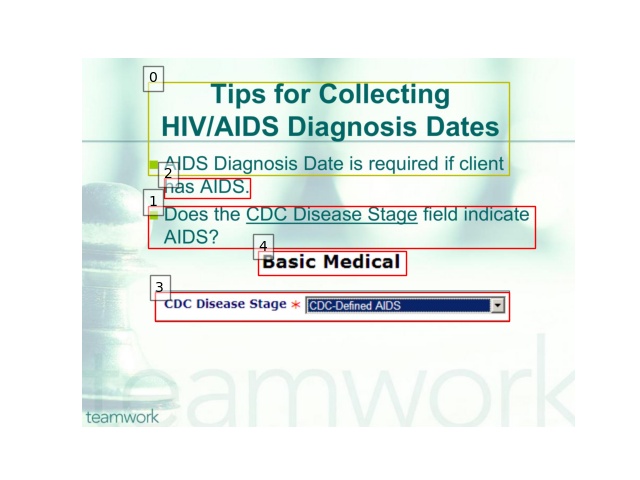 Tips for Collecting
HIV/AIDS Diagnosis Dates
AIDS Diagnosis Date is required if client
has AIDS.
Does the CDC Disease Stage field indicate
AIDS?
Basic Medical
CDC Disease Stage * CDC-Defined AIDS
teamwork
teamwork
0
2
1
4
3